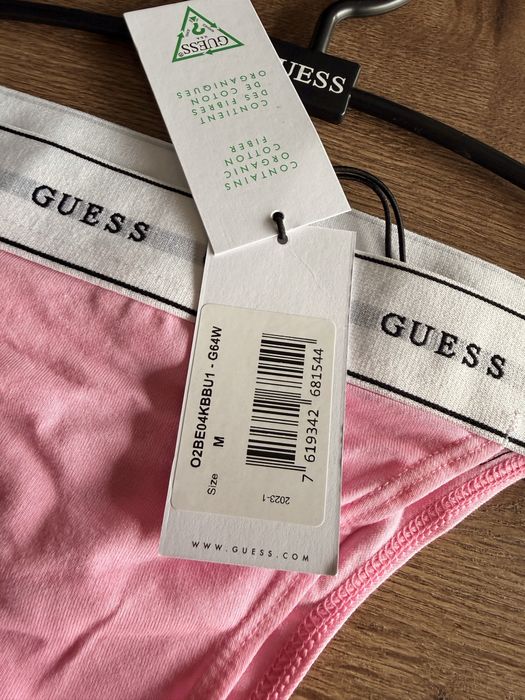 GUESS
U.S.A.
CONTIENT
DES FIBRES
DE COTON
ORGANIQUES
CONTAINS
ORGANIC
COTTON
FIBER
UESS
GUESS
GUESS
O2BE04KBBU1 - G64W
Size M
7 619342 681544
2023-1
WWW.GUESS.COM